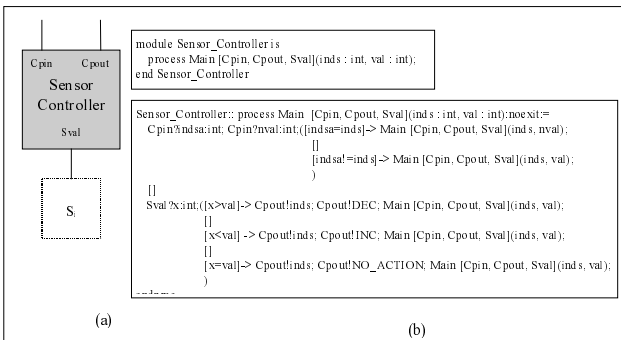 Cpin Cpout
Sensor
Controller
Sval
Si
(a)
module Sensor_Controller is
process Main [Cpin, Cpout, Sval](inds : int, val : int);
end Sensor_Controller
Sensor_Controller:: process Main [Cpin, Cpout, Sval](inds : int, val : int):noexit:=
Cpin?indsa:int; Cpin?nval:int;([indsa=inds]-> Main [Cpin, Cpout, Sval](inds, nval);
[]
[indsa!=inds]-> Main [Cpin, Cpout, Sval](inds, val);
)
[]
Sval?x:int;([x>val]-> Cpout!inds; Cpout!DEC; Main [Cpin, Cpout, Sval](inds, val);
[]
[x<val] -> Cpout!inds; Cpout!INC; Main [Cpin, Cpout, Sval](inds, val);
[]
[x=val]-> Cpout!inds; Cpout!NO_ACTION; Main [Cpin, Cpout, Sval](inds, val);
)
(b)